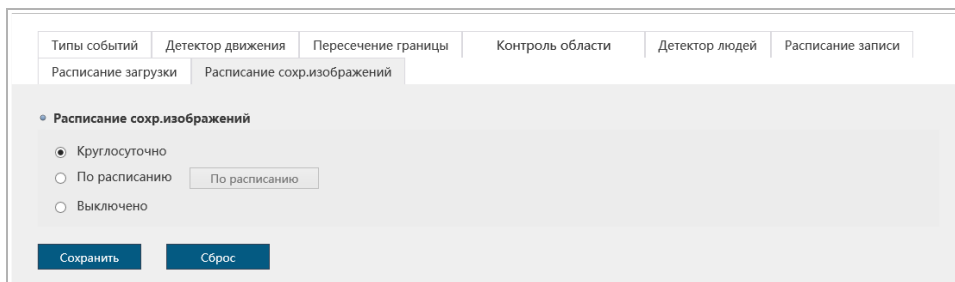 Типы событий Детектор движения Пересечение границы Контроль области Детектор людей Расписание записи
Расписание загрузки Расписание сохр.изображений
Расписание сохр.изображений
Круглосуточно
По расписанию По расписанию
Выключено
Сохранить Сброс